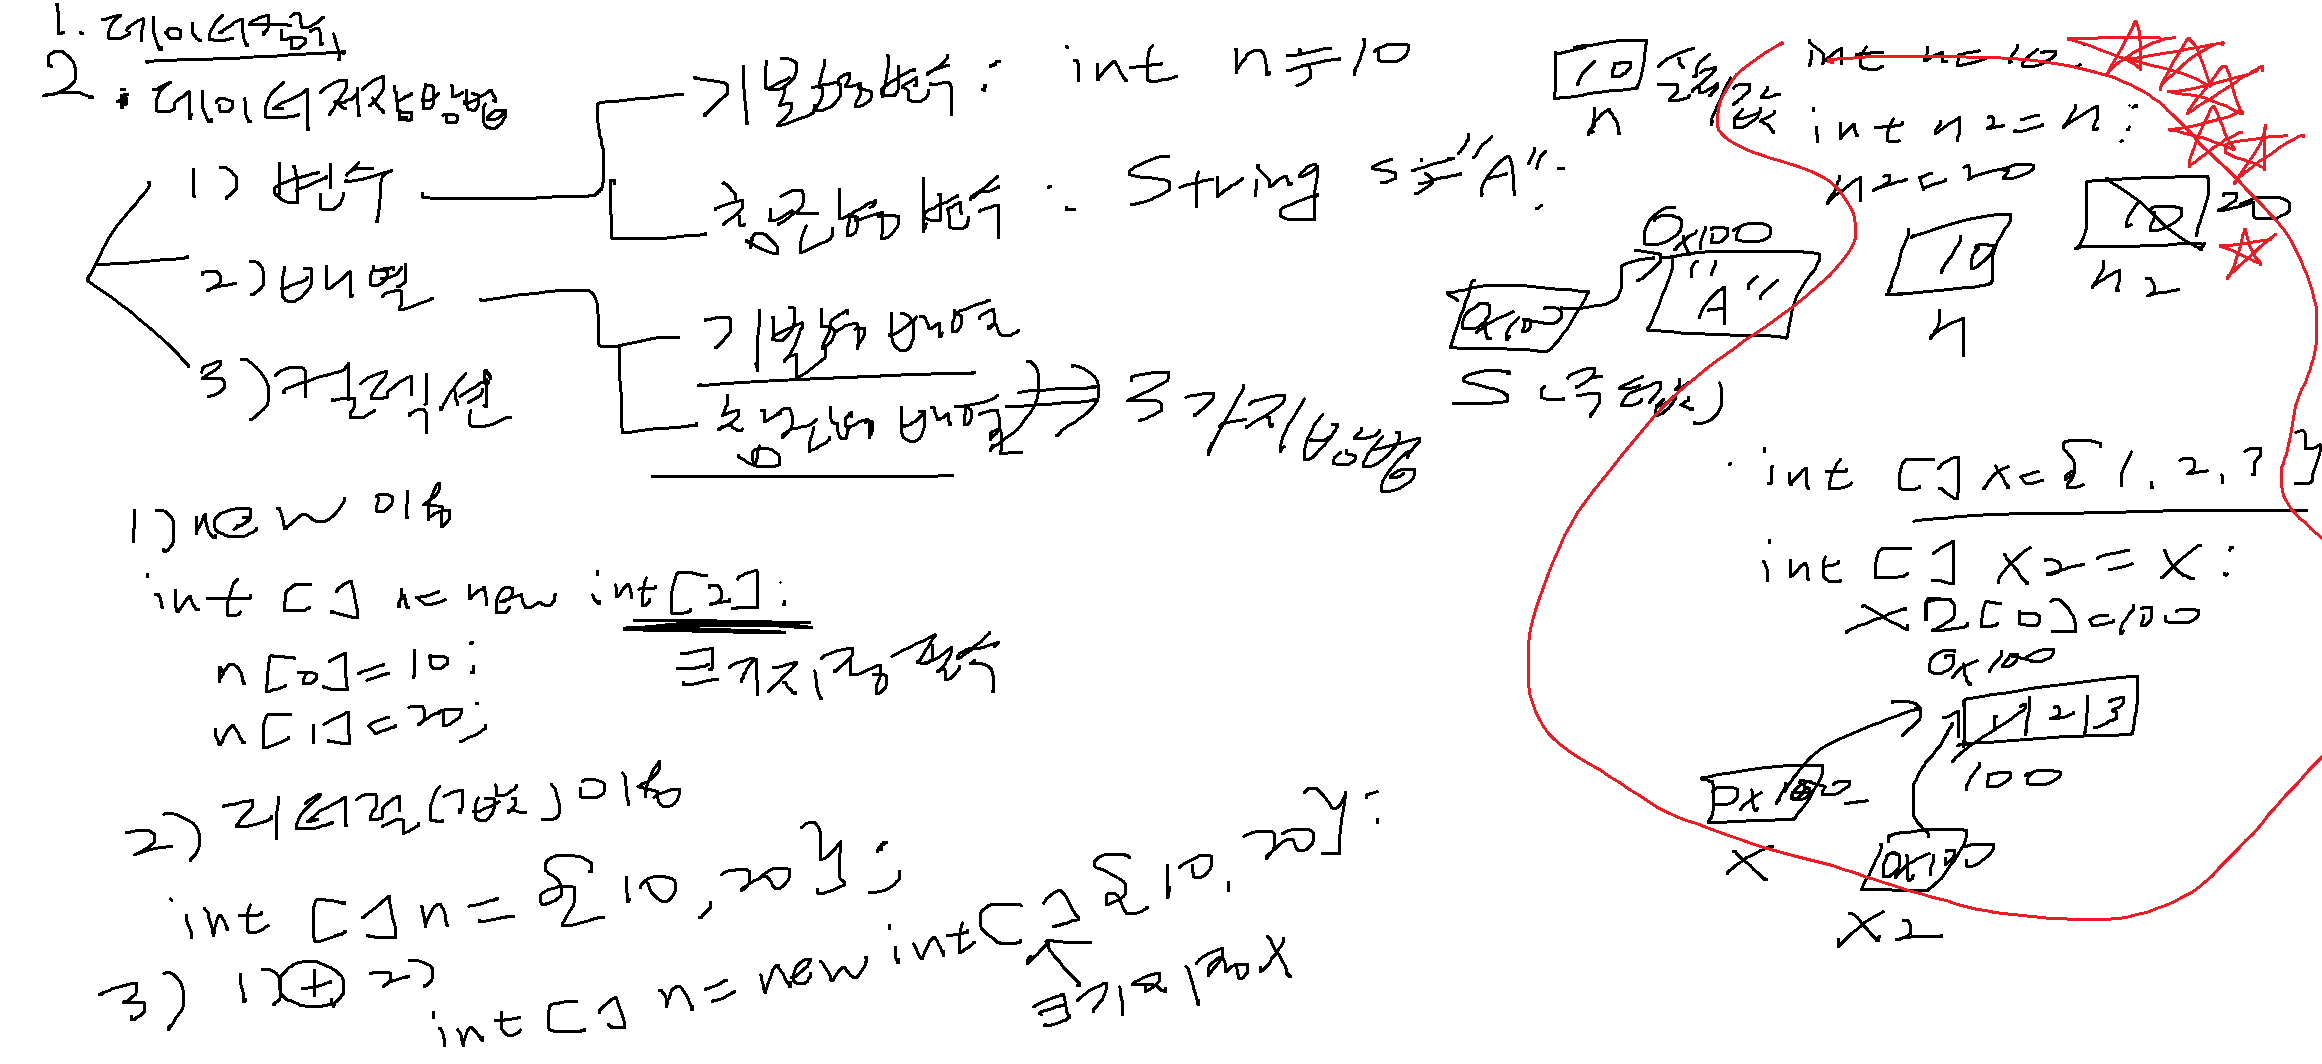 1. 데이터종류
2. 데이터저장방법
1) 변수
기본형변수: int n=10
10
n
참조형변수: String s="A";
0x100
0x100
"A"
S
2) 배열
기본형 배열
참조형 배열
3가지방법
3) 컬렉션
1) new 이용
int [] n= new int[2];
크기지정 필수
n[0]=10;
n[1]=20;
2) 리터럴(값) 이용
int []n= {10,20};
3) 1)+2)
int[] n= new int[] {10,20};
크기지정X
int n=10.
int n2=n;
n2=20
10
n
10
20
n2
int []x={1,2,3}
int [] x2=x;
x2[0]=100
0x100
1 2 3
100
0x100
x
0x100
x2